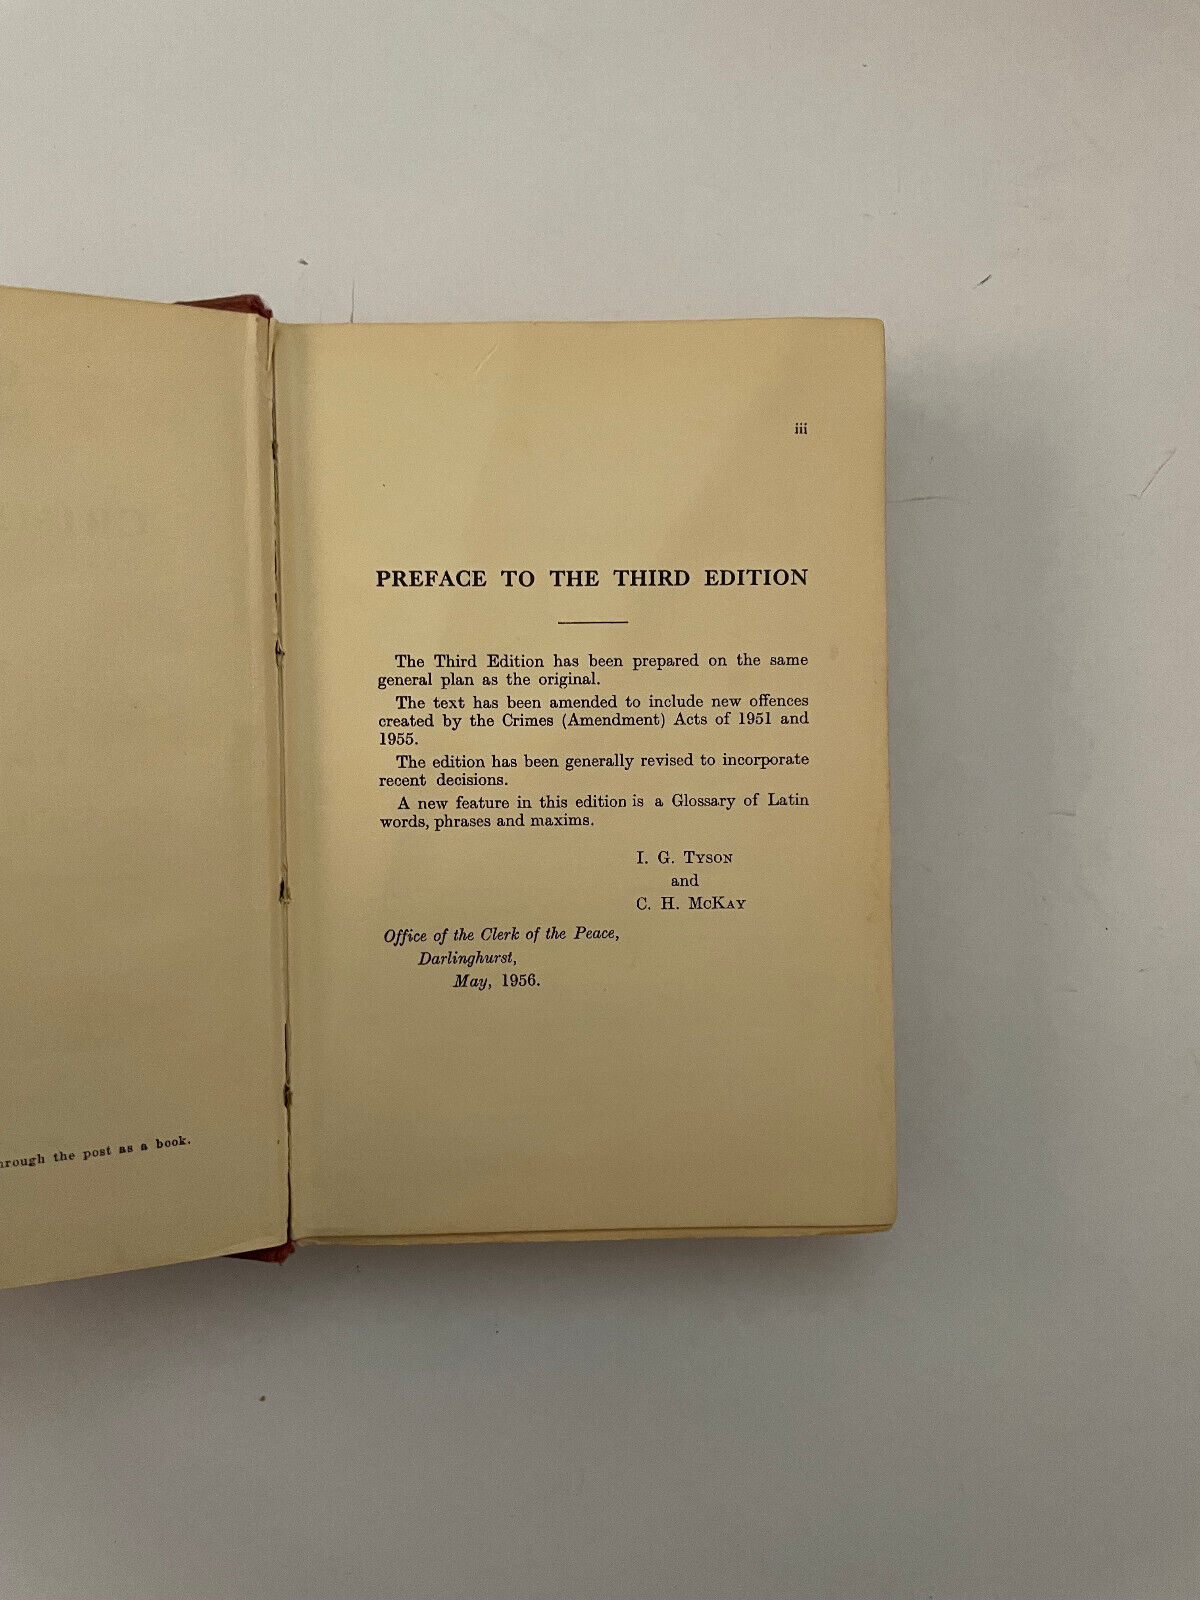 through the post as a book.
iii
PREFACE TO THE THIRD EDITION
The Third Edition has been prepared on the same
general plan as the original.
The text has been amended to include new offences
created by the Crimes (Amendment) Acts of 1951 and
1955.
The edition has been generally revised to incorporate
recent decisions.
A new feature in this edition is a Glossary of Latin
words, phrases and maxims.
I. G. TYSON
and
C. H. MCKAY
Office of the Clerk of the Peace,
Darlinghurst,
May, 1956.